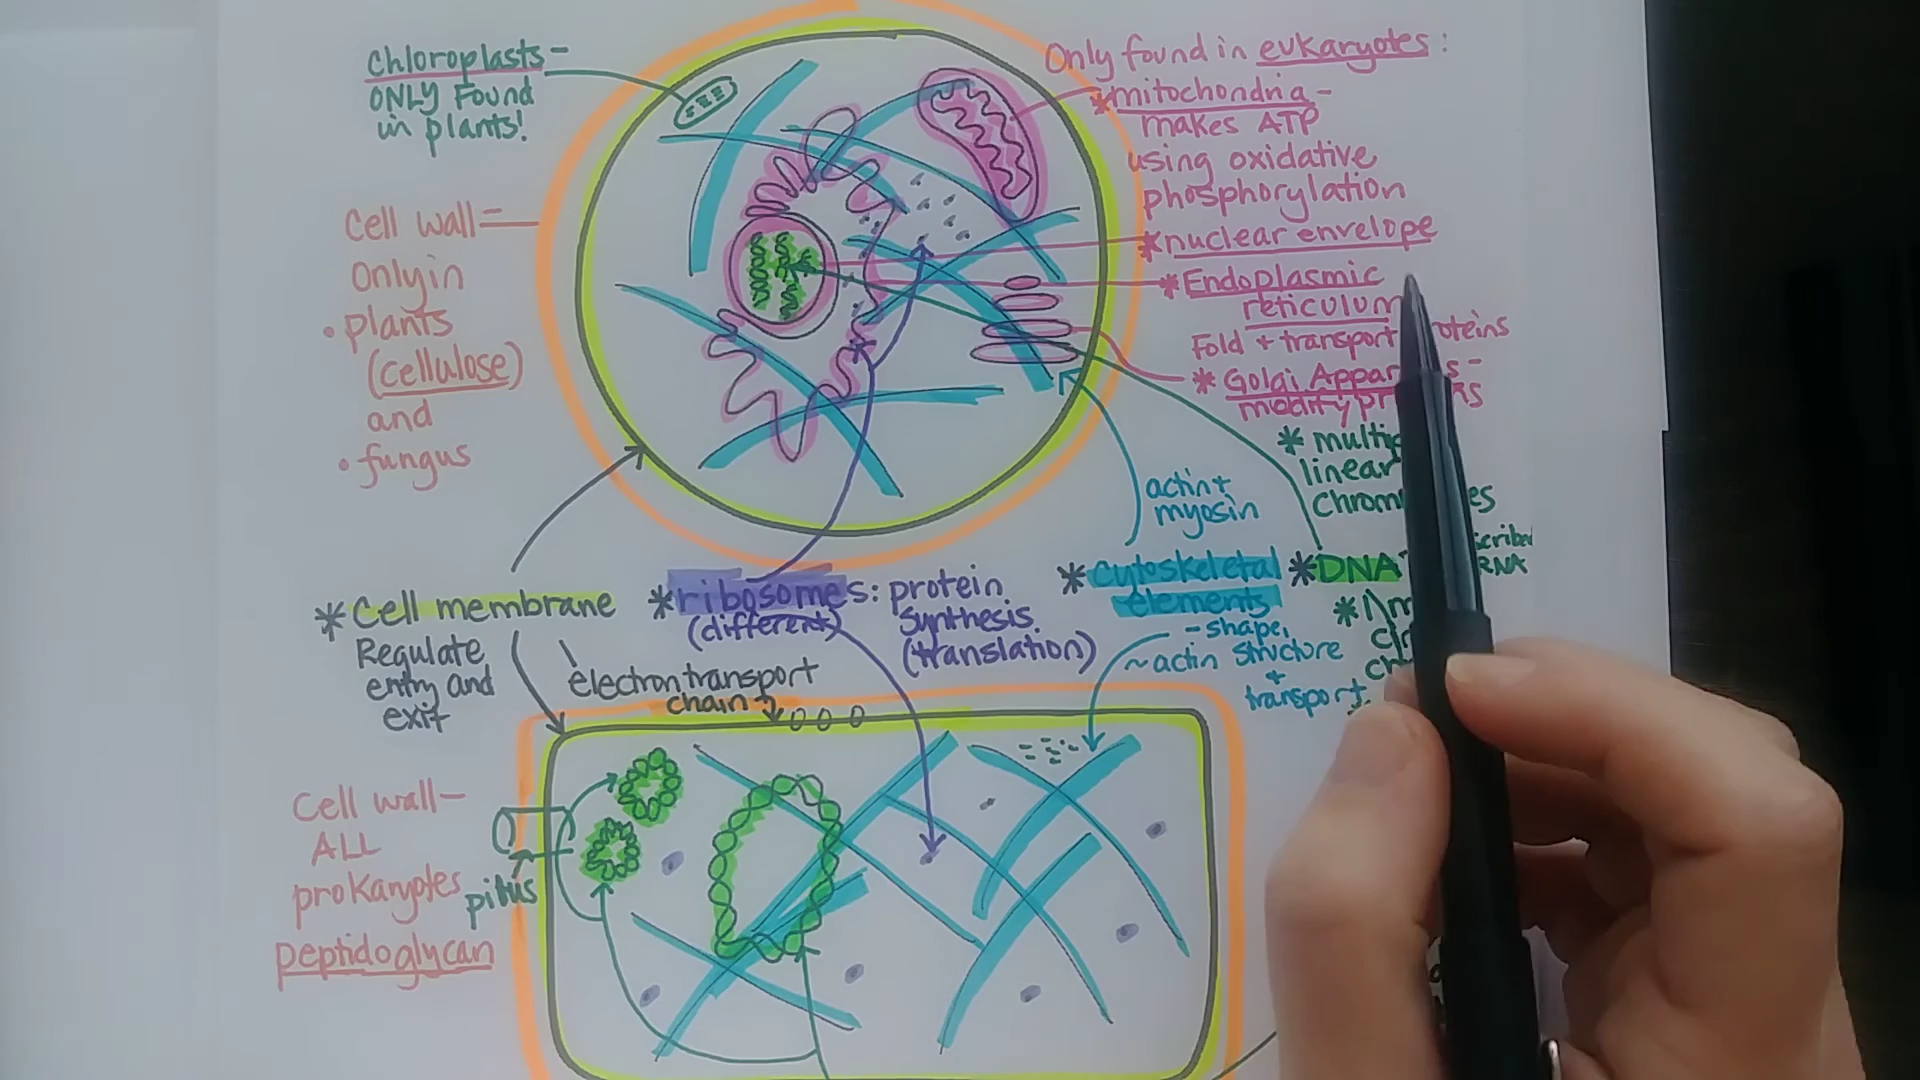 Chloroplasts-
ONLY Found
in plants!
Cell wall-
Only in
• plants
(cellulose)
and
• fungus
Only found in eukaryotes:
*mitochondria-
makes ATP
using oxidative
phosphorylation
*nuclear envelope
*Endoplasmic
reticulum
Fold + transport
*Golgi
modify
*
linear
actin+
myosin
*Cell membrane
Regulate
entry and
exit
electron transport
chain
*ribosomes: protein
(different) synthesis
(translation)
*Cytoskeletal
elements
-shape,
~actin structure
+
transport
*DNA
RNA
*
Cell wall-
ALL
proKaryotes
peptidoglycan
pilus